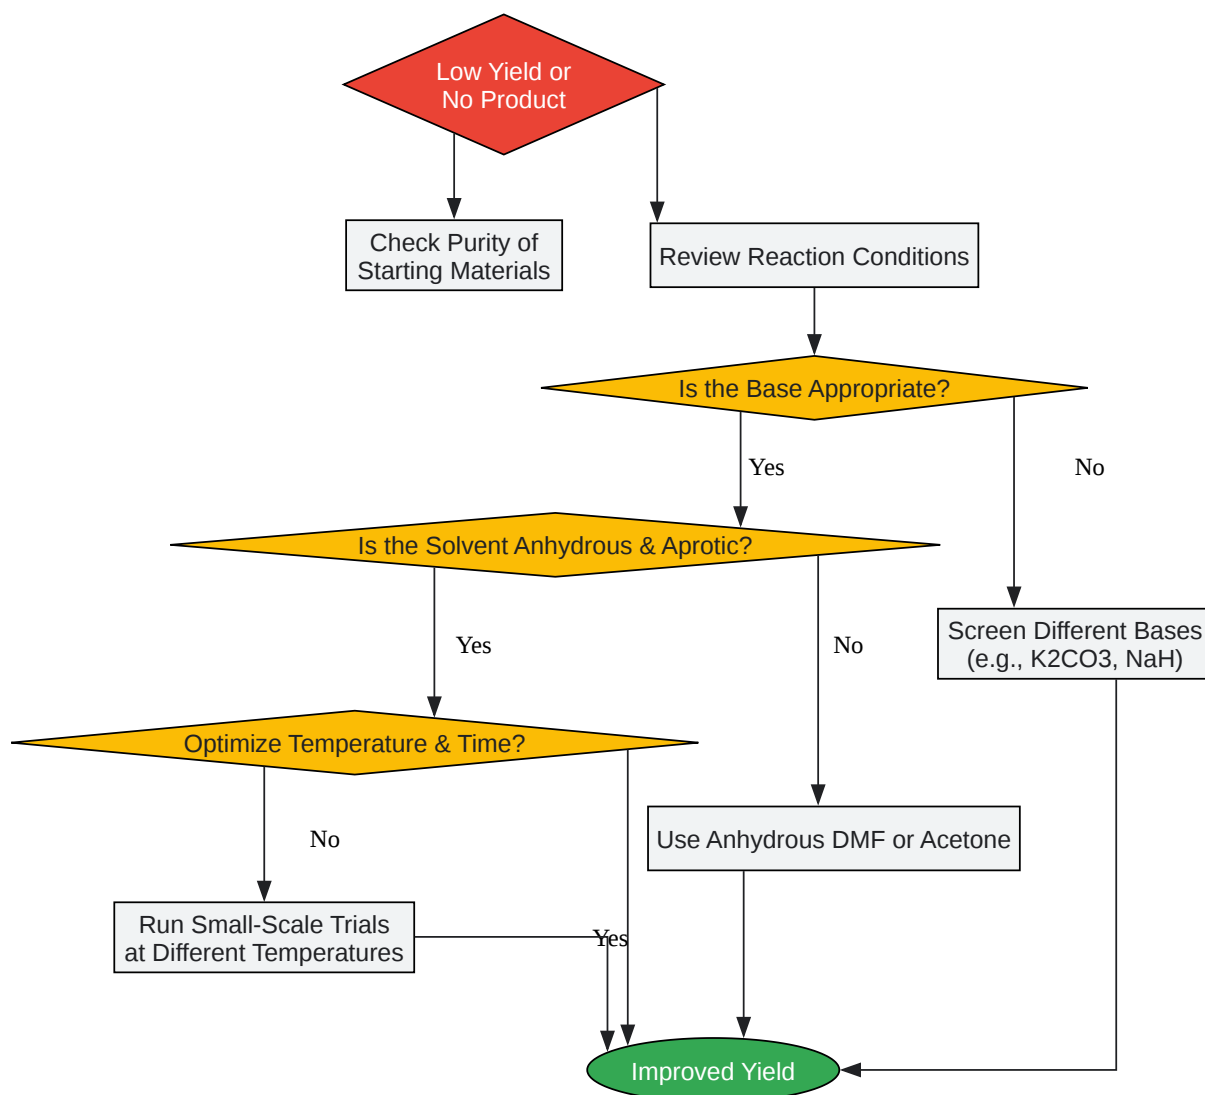 Low Yield or
No Product
Check Purity of
Starting Materials
Review Reaction Conditions
Is the Base Appropriate?
Yes
No
Is the Solvent Anhydrous & Aprotic?
Screen Different Bases
(e.g., K2CO3, NaH)
Yes
No
Optimize Temperature & Time?
No
Use Anhydrous DMF or Acetone
Run Small-Scale Trials
at Different Temperatures
Yes
Improved Yield